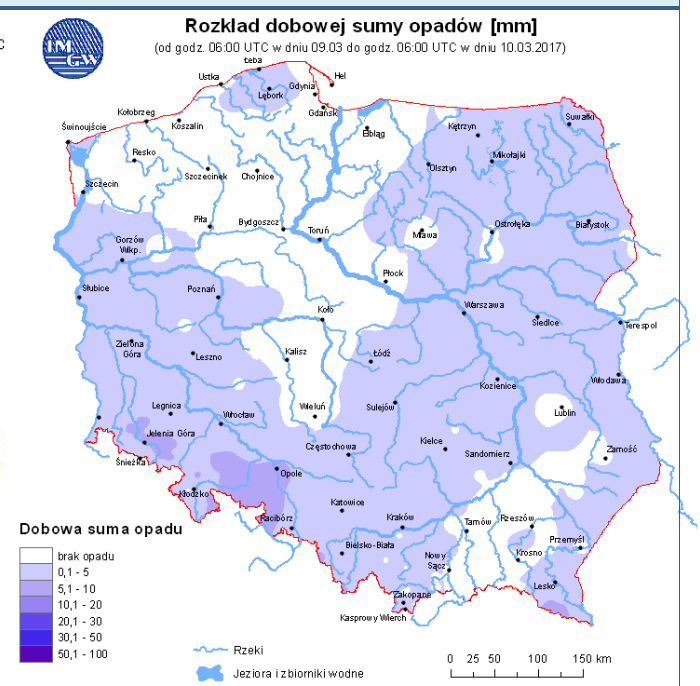 C
IMGW
Rozkład dobowej sumy opadów [mm]
(od godz. 06:00 UTC w dniu 09.03 do godz. 06:00 UTC w dniu 10.03.2017)
Łeba
Ustka
Hel
Gdynia
Lębork
Gdańsk
Kołobrzeg
Koszalin
Świnoujście
Elbląg
Kętrzyn
Suwałki
Resko
Szczecinek
Chojnice
Olsztyn
Mikołajki
Szczecin
Piła
Bydgoszcz
Toruń
Mława
Ostrołęka
Białystok
Gorzów
Wlkp.
Płock
Słubice
Poznań
Koło
Warszawa
Siedlce
Terespol
Zielona
Góra
Leszno
Kalisz
Łódź
Kozienice
Włodawa
Legnica
Wrocław
Wieluń
Sulejów
Lublin
Jelenia Góra
Częstochowa
Kielce
Sandomierz
Zamość
Śnieżka
Opole
Kłodzko
Katowice
Kraków
Tarnów
Rzeszów
Racibórz
Przemyśl
Bielsko-Biała
Nowy
Sącz
Krosno
Lesko
Zakopane
Kasprowy Wierch
Dobowa suma opadu
brak opadu
0,1 - 5
5,1 - 10
10,1 - 20
20,1 - 30
30,1 - 50
50,1 - 100
Rzeki
Jeziora i zbiorniki wodne
0 25 50 100 150 km